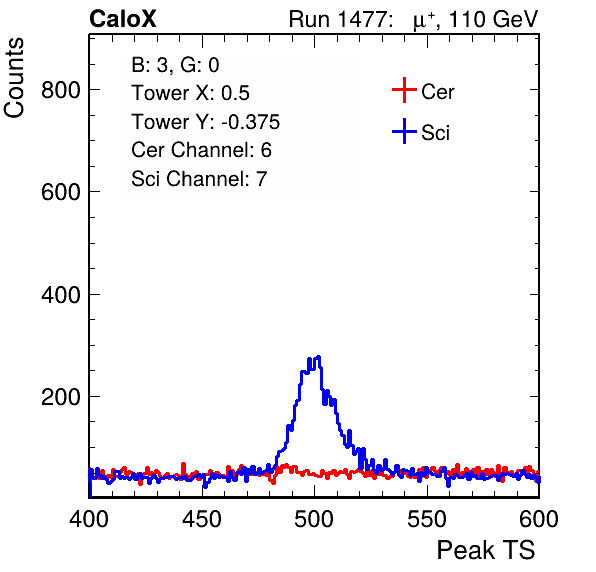 CaloX Run 1477: μ⁺, 110 GeV
B: 3, G: 0
Tower X: 0.5
Tower Y: -0.375
Cer Channel: 6
Sci Channel: 7
Cer
Sci
Counts
800
600
400
200
400 450 500 550 600
Peak TS